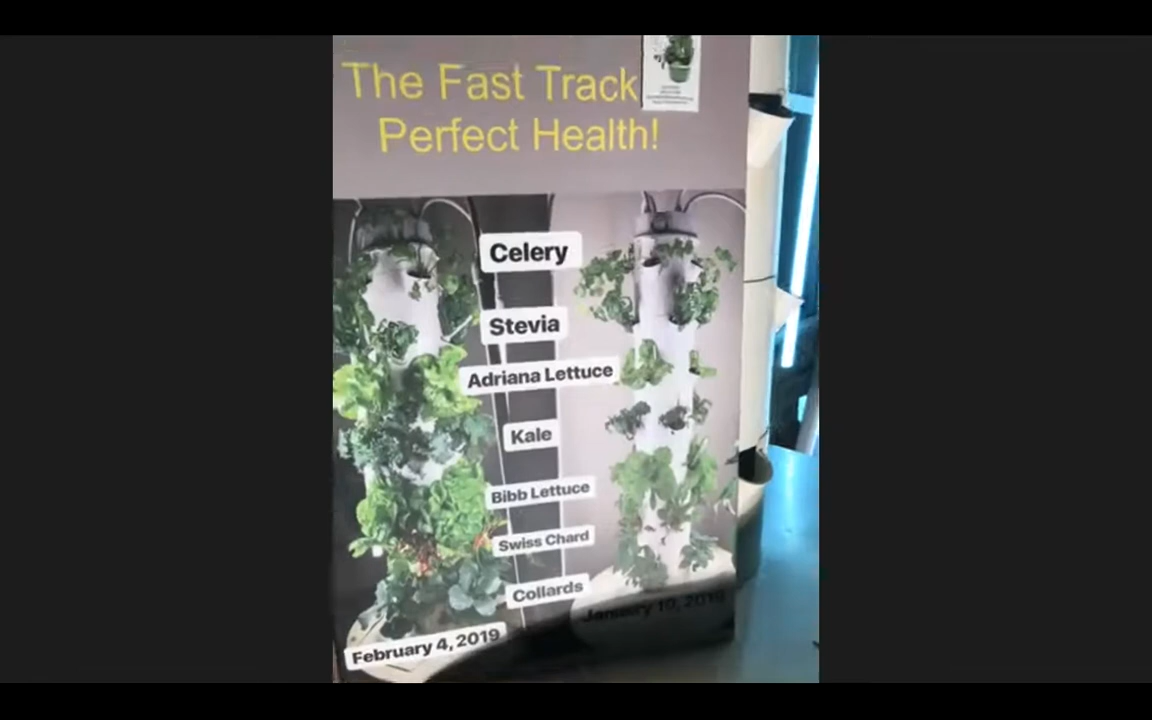 The Fast Track
Perfect Health!
Celery
Stevia
Adriana Lettuce
Kale
Bibb Lettuce
Swiss Chard
Collards
January 10, 2019
February 4, 2019